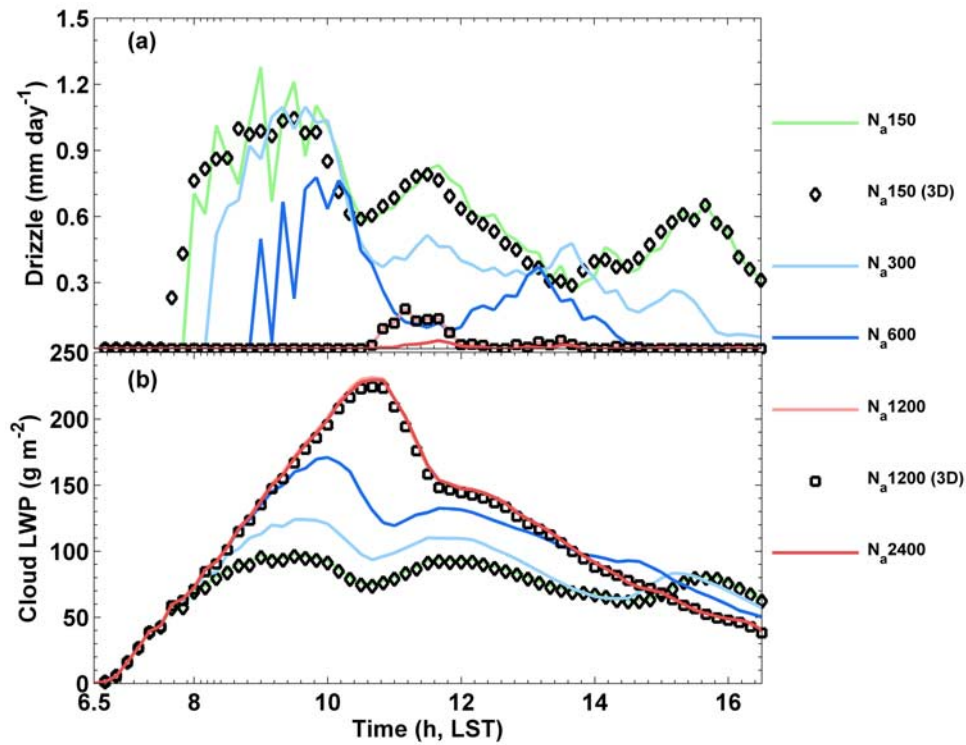 1.5
(a)
1.2
0.9
0.6
0.3
Drizzle (mm day-1)
250
(b)
200
150
100
50
0
Cloud LWP (g m-2)
6.5 8 10 12 14 16
Time (h, LST)
Na150
Na150 (3D)
Na300
Na600
Na1200
Na1200 (3D)
Na2400